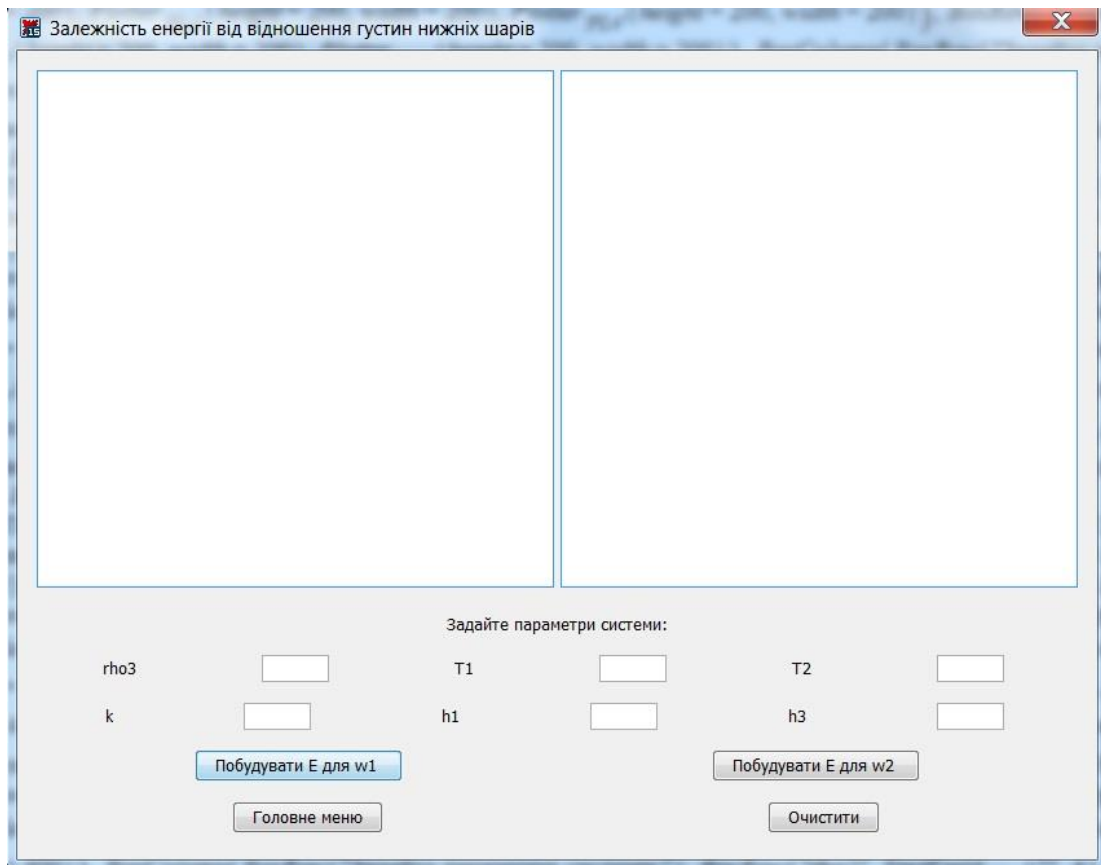 Залежність енергії від відношення густин нижніх шарів
Задайте параметри системи:
rho3 T1 T2
k h1 h3
Побудувати E для w1 Побудувати E для w2
Головне меню Очистити